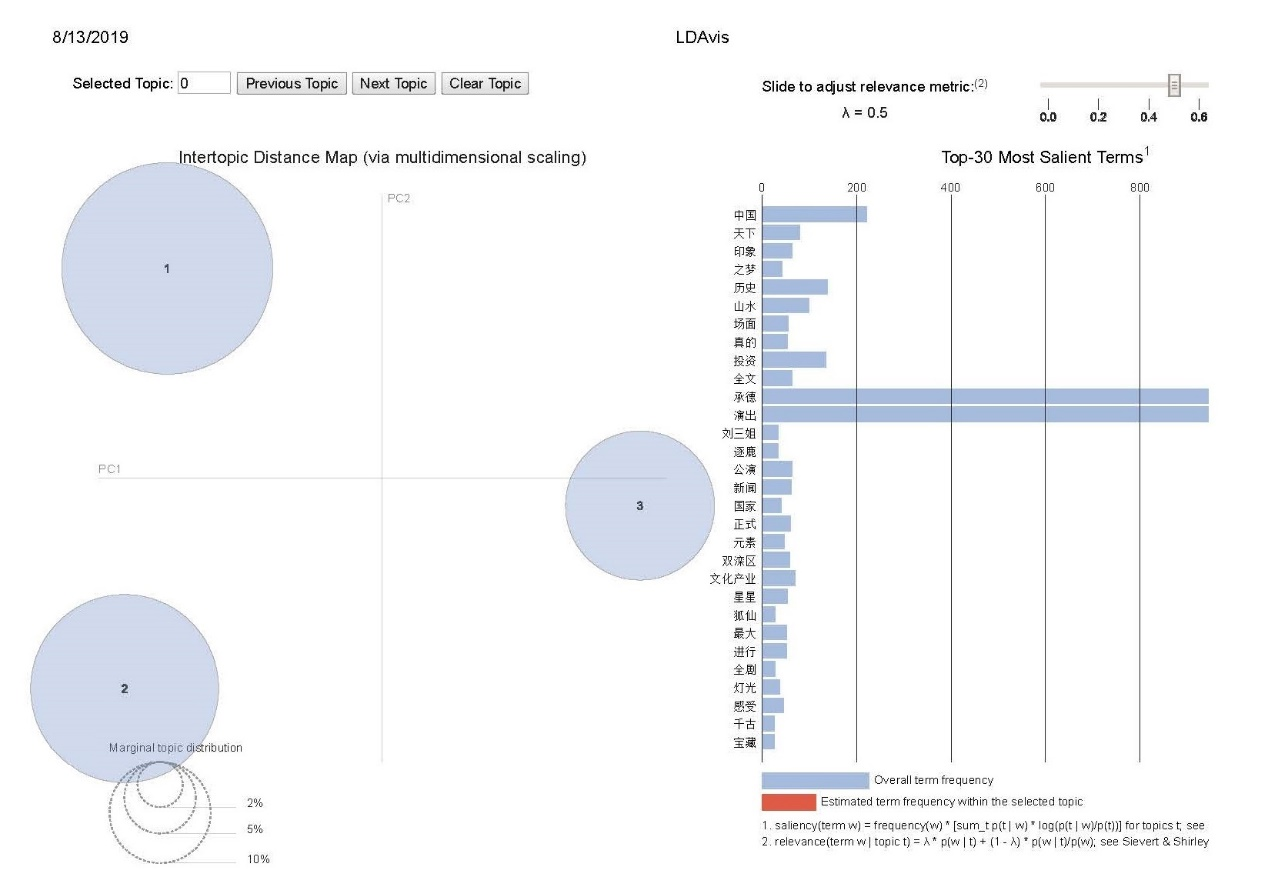 8/13/2019
LDAvis
Selected Topic: 0 Previous Topic Next Topic Clear Topic
Slide to adjust relevance metric:(2)
λ = 0.5
0.0 0.2 0.4 0.6
Intertopic Distance Map (via multidimensional scaling)
PC2
PC1
1
3
2
Marginal topic distribution
2%
5%
10%
Top-30 Most Salient Terms1
0 200 400 600 800
中国
天下
印象
之梦
历史
山水
场面
真的
投资
全文
承德
演出
刘三姐
逐鹿
公演
新闻
国家
正式
元素
双滦区
文化产业
星星
狐仙
最大
进行
全剧
灯光
感受
千古
宝藏
Overall term frequency
Estimated term frequency within the selected topic
1. saliency(term w) = frequency(w) * [sum_t p(t | w) * log(p(t | w)/p(t))] for topics t; see
2. relevance(term w | topic t) = λ * p(w | t) + (1 - λ) * p(w | t)/p(w); see Sievert & Shirley